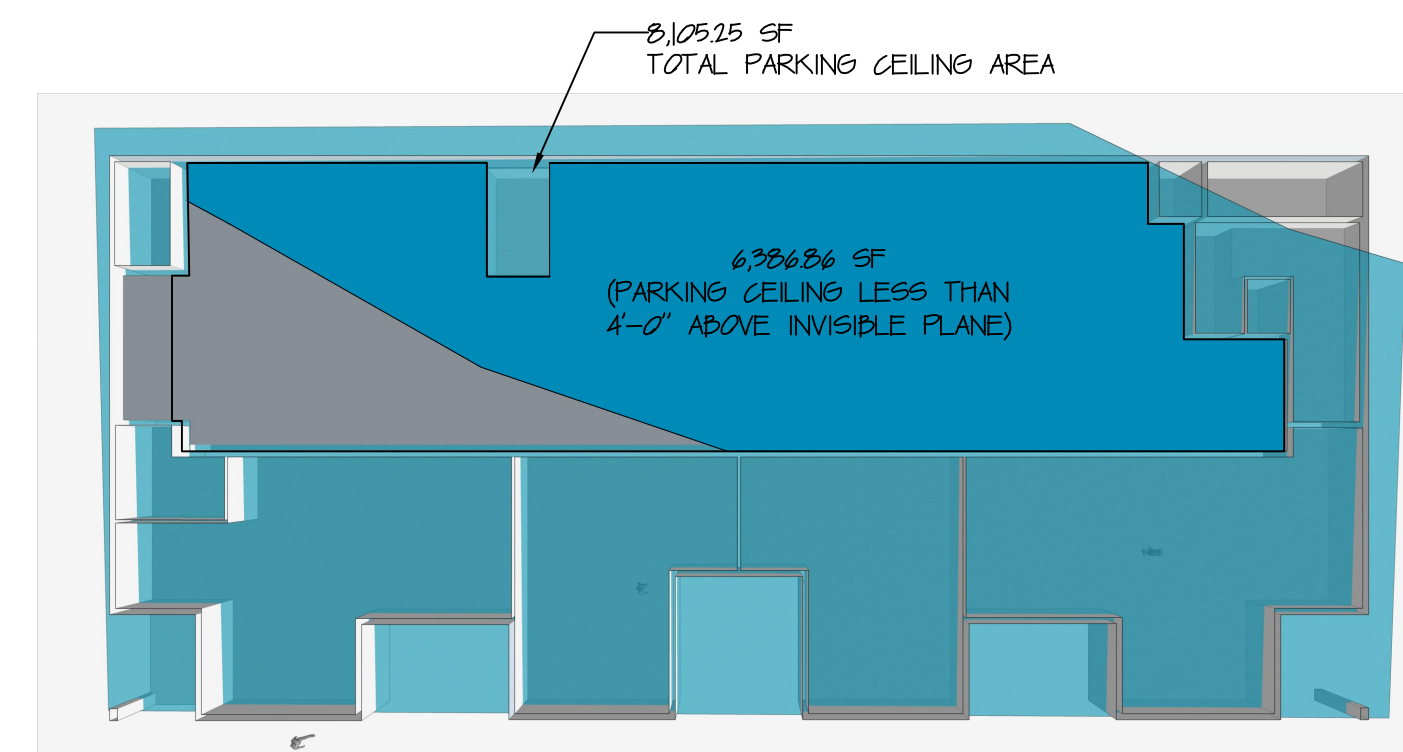 8,105.25 SF
TOTAL PARKING CEILING AREA
6,386.86 SF
(PARKING CEILING LESS THAN
4'-0" ABOVE INVISIBLE PLANE)